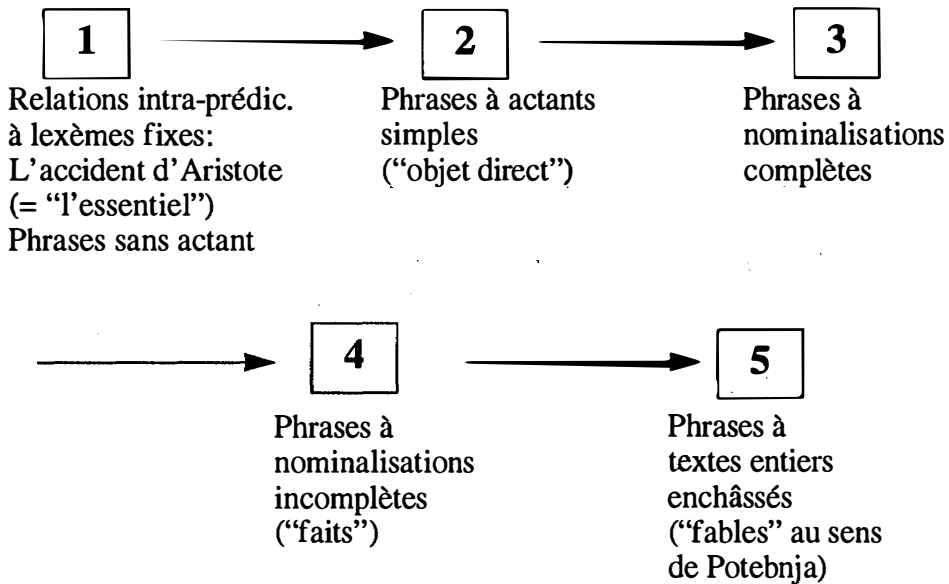 1
Relations intra-prédic.
à lexèmes fixes:
L'accident d'Aristote
(= “l'essentiel”)
Phrases sans actant
2
Phrases à actants
simples
(“objet direct”)
3
Phrases à
nominalisations
complètes
4
Phrases à
nominalisations
incomplètes
(“faits”)
5
Phrases à
textes entiers
enchâssés
(“fables” au sens
de Potebnja)